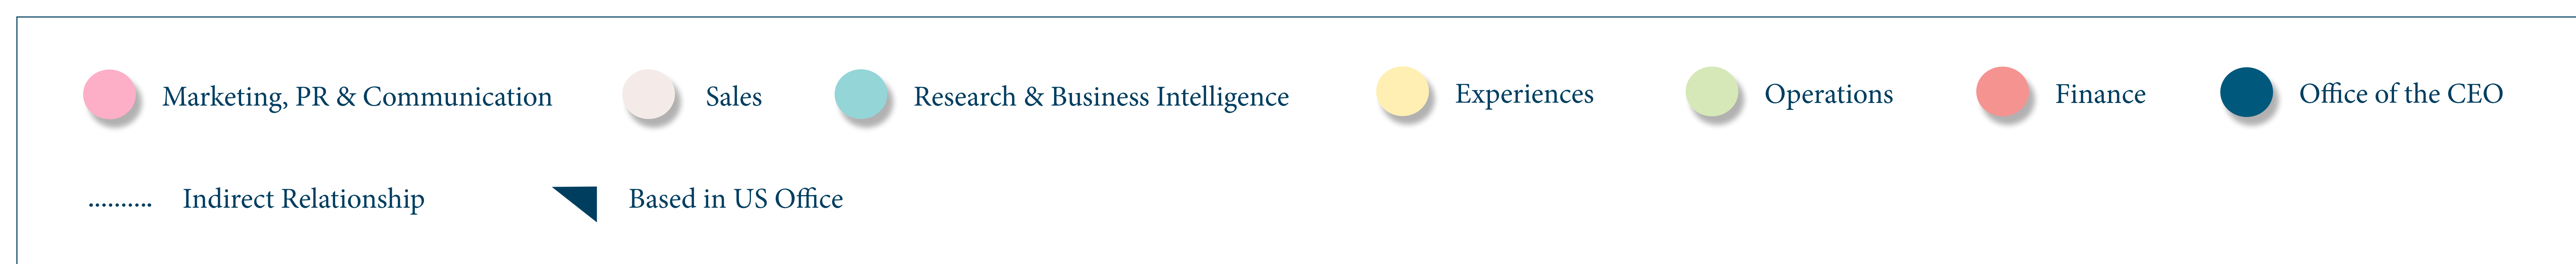 Marketing, PR & Communication Sales Research & Business Intelligence Experiences Operations Finance Office of the CEO
Indirect Relationship Based in US Office